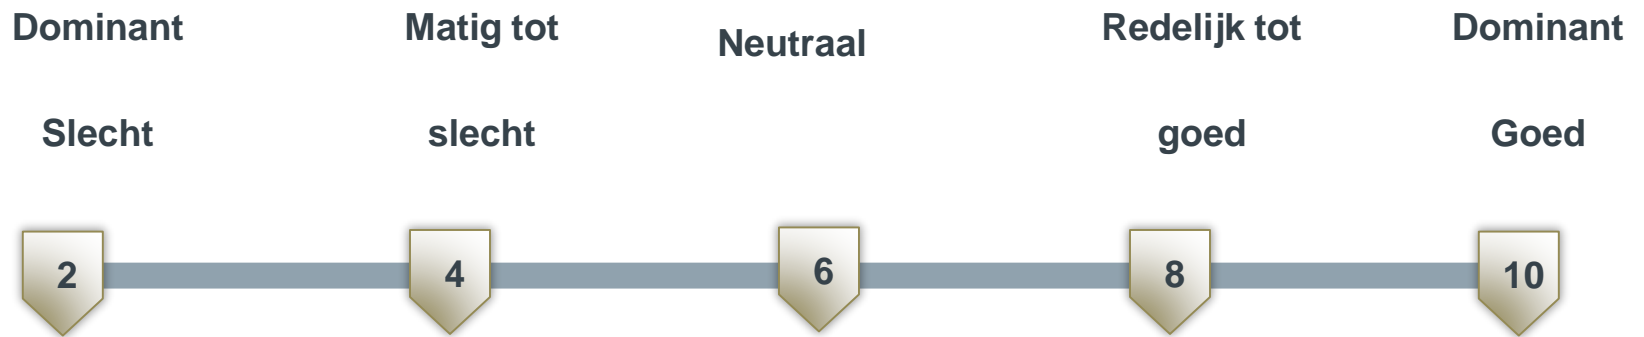 Dominant
Slecht
Matig tot
slecht
Neutraal
Redelijk tot
goed
Dominant
Goed
2
4
6
8
10